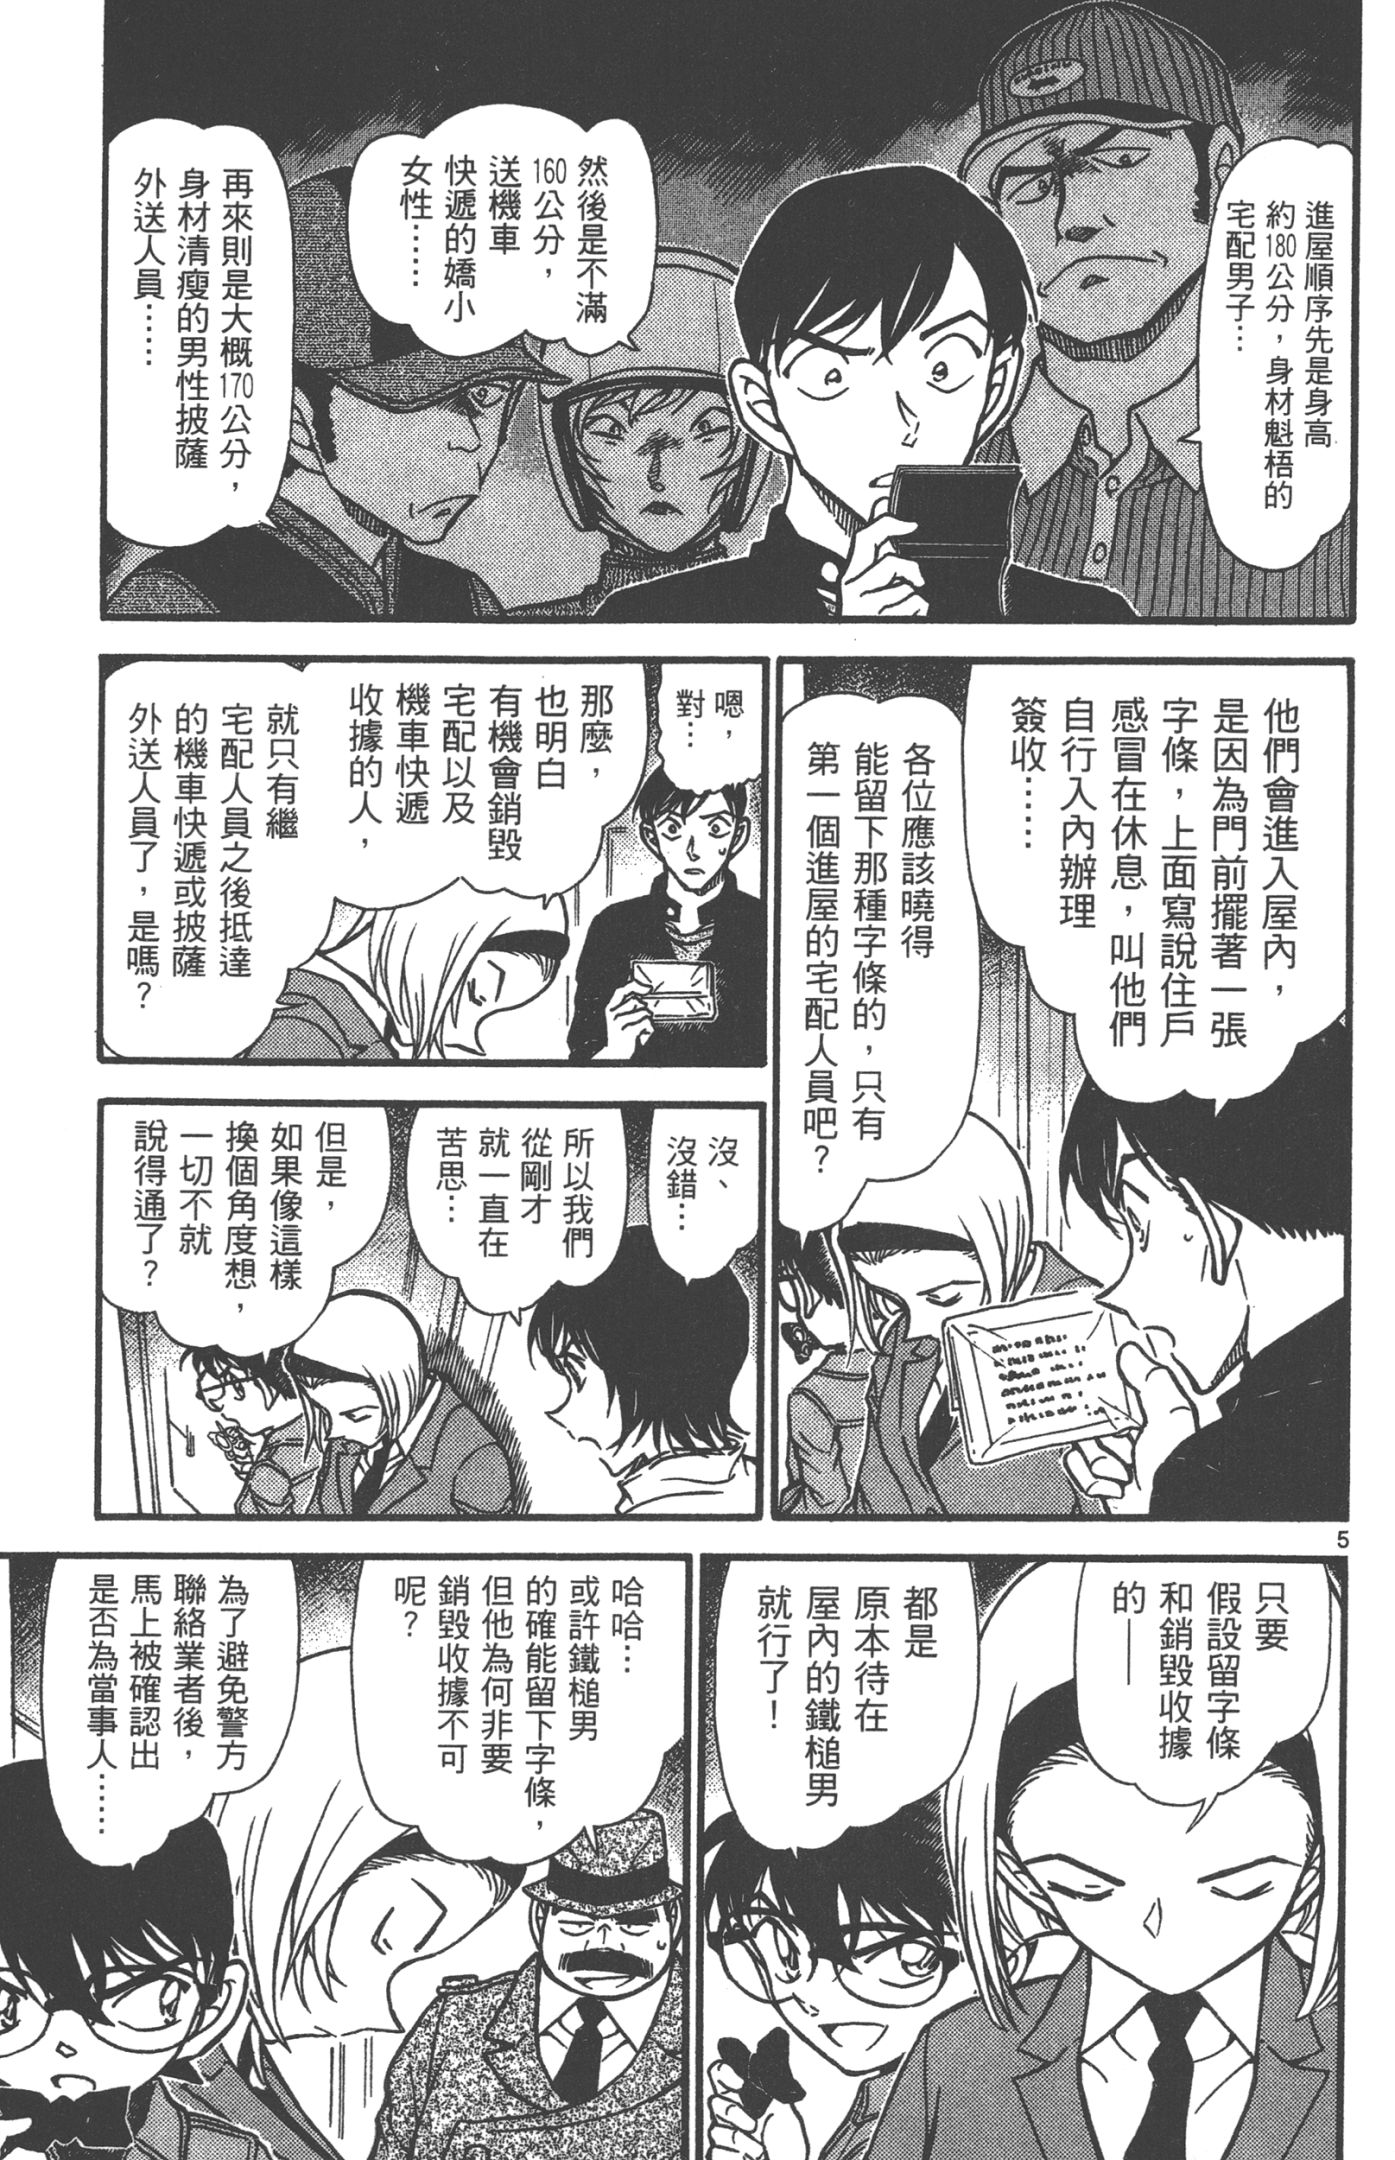 進屋順序先是身高
約180公分，身材魁梧的
宅配男子…
然後是不滿
160公分，
送機車
快遞的嬌小
女性……
再來則是大概170公分，
身材清瘦的男性披薩
外送人員……
他們會進入屋內，
是因為門前擺著一張
字條，上面寫說住戶
感冒在休息，叫他們
自行入內辦理
簽收……
各位應該曉得
能留下那種字條的，只有
第一個進屋的宅配人員吧？
嗯，
對…
那麼，
也明白
有機會銷毀
宅配以及
機車快遞
收據的人，
就只有繼
宅配人員之後抵達
的機車快遞或披薩
外送人員了，是嗎？
沒、
沒錯…
所以我們
從剛才
就一直在
苦思…
但是，
如果像這樣
換個角度想，
一切不就
說得通了？
5
只要
假設留字條
和銷毀收據
的——
都是
原本待在
屋內的鐵槌男
就行了！
哈哈…
或許鐵槌男
的確能留下字條，
但他為何非要
銷毀收據不可
呢？
為了避免警方
聯絡業者後，
馬上被確認出
是否為當事人……